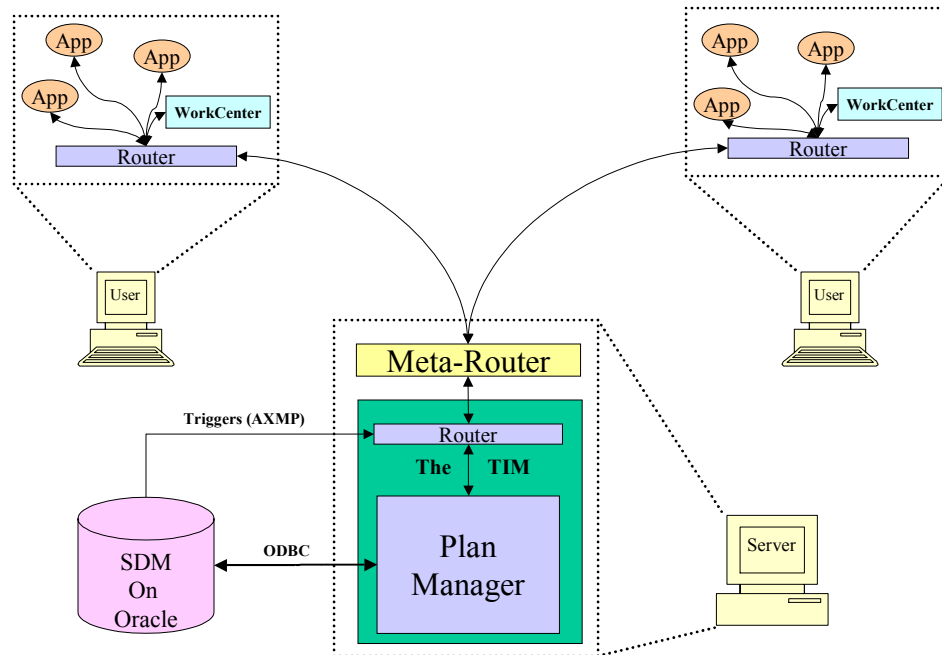 App
App
App
WorkCenter
Router
App
App
App
WorkCenter
Router
User
User
Meta-Router
Triggers (AXMP)
Router
The TIM
ODBC
SDM
On
Oracle
Plan
Manager
Server